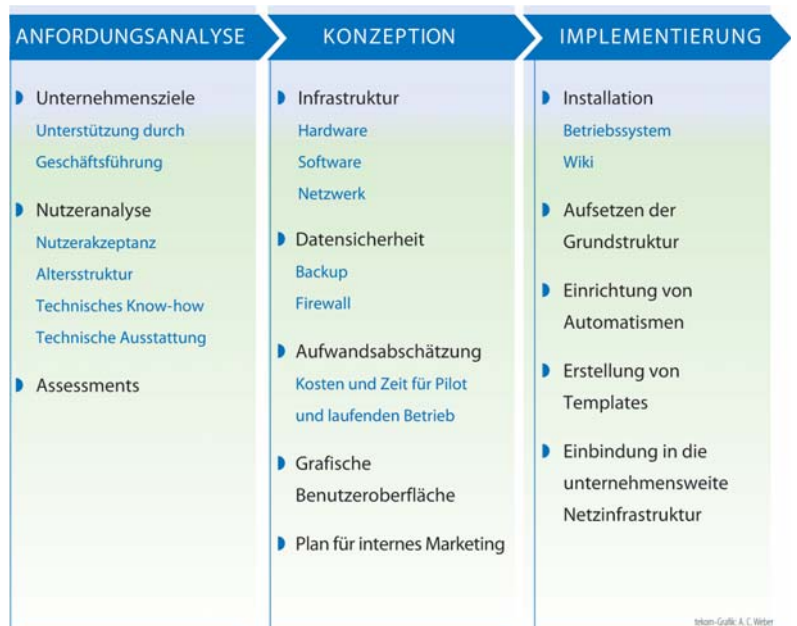 ANFORDUNGSANALYSE
Unternehmensziele
Unterstützung durch
Geschäftsführung
Nutzeranalyse
Nutzerakzeptanz
Altersstruktur
Technisches Know-how
Technische Ausstattung
Assessments
KONZEPTION
Infrastruktur
Hardware
Software
Netzwerk
Datensicherheit
Backup
Firewall
Aufwandsabschätzung
Kosten und Zeit für Pilot
und laufenden Betrieb
Grafische
Benutzeroberfläche
Plan für internes Marketing
IMPLEMENTIERUNG
Installation
Betriebssystem
Wiki
Aufsetzen der
Grundstruktur
Einrichtung von
Automatismen
Erstellung von
Templates
Einbindung in die
unternehmensweite
Netzinfrastruktur
tekom-Grafik: A. C. Weber